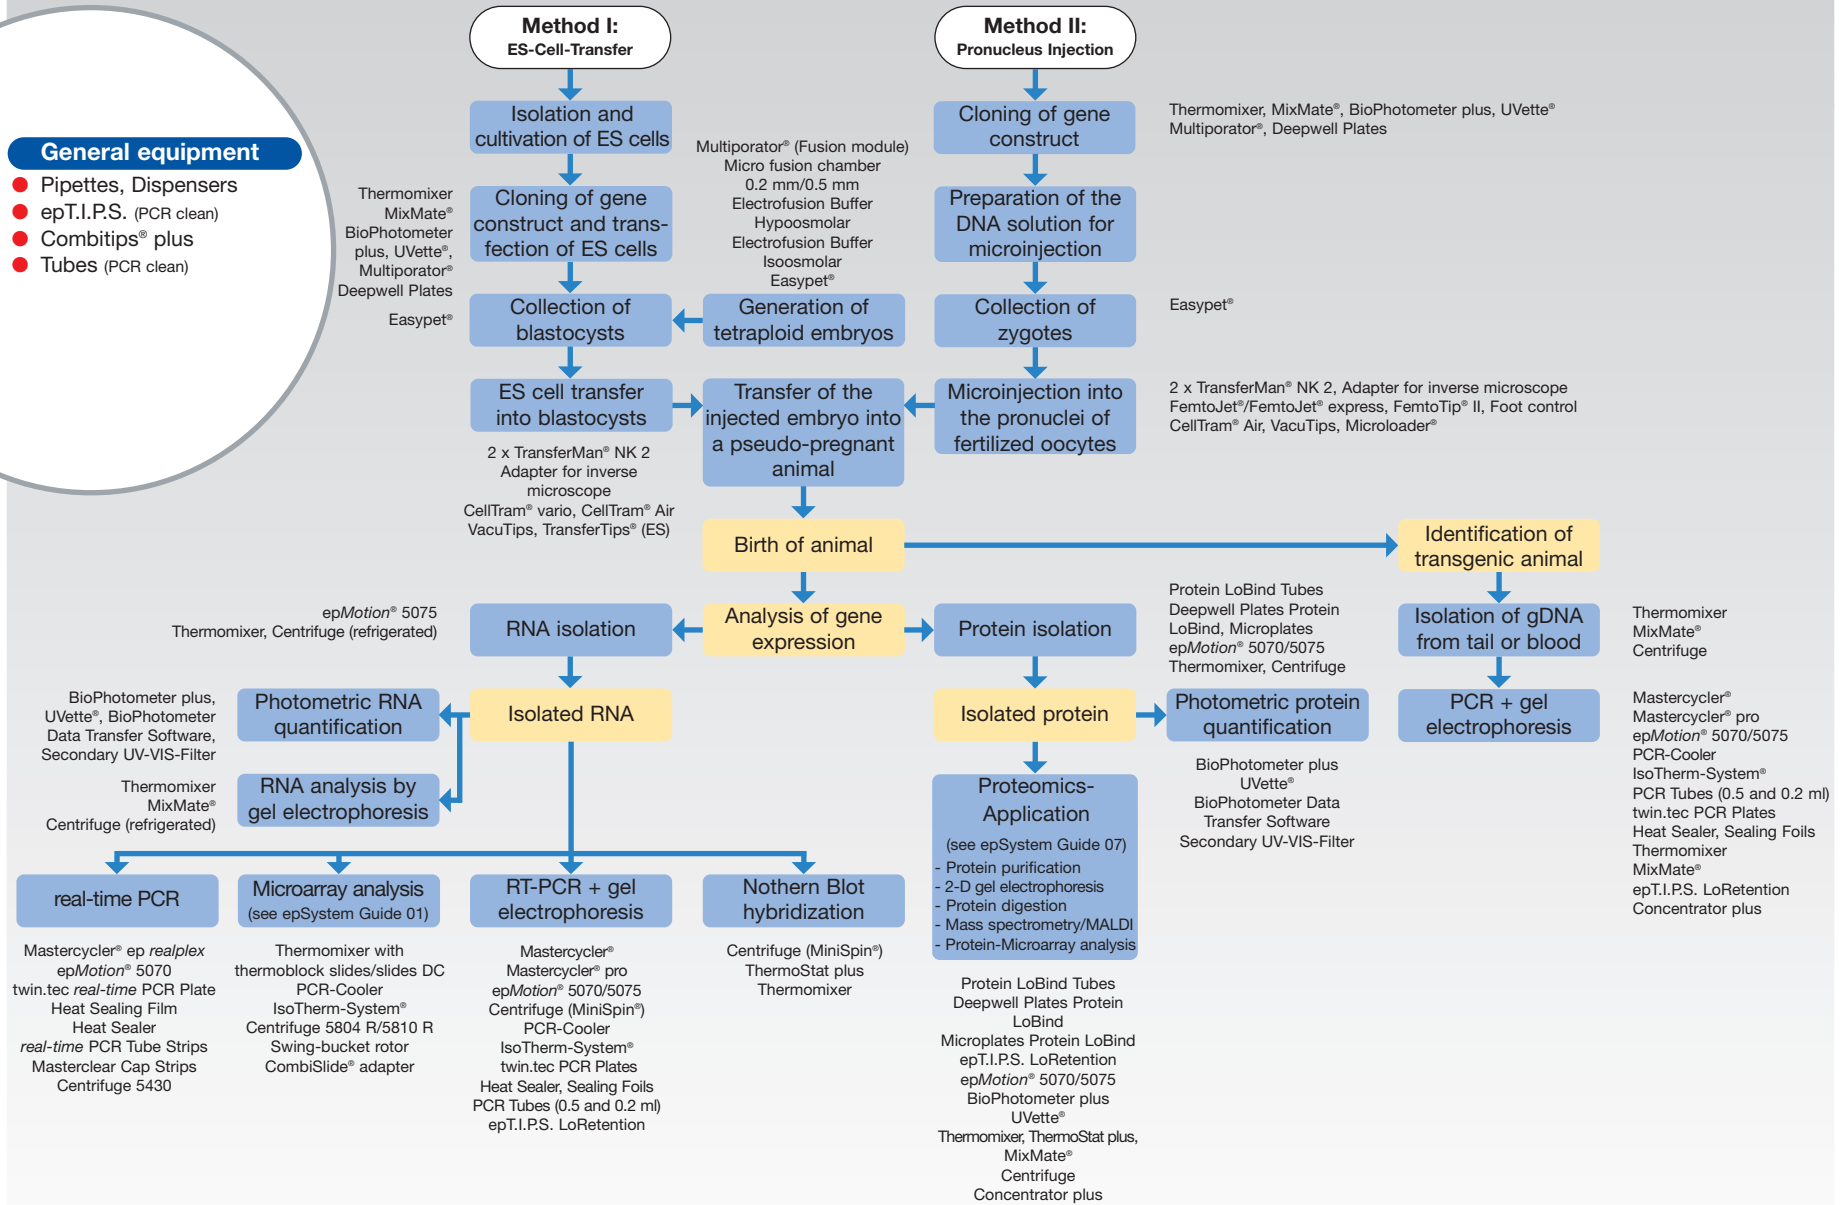 Method I:
ES-Cell-Transfer
Method II:
Pronucleus Injection
General equipment
Pipettes, Dispensers
epT.I.P.S. (PCR clean)
Combitips® plus
Tubes (PCR clean)
Isolation and
cultivation of ES cells
Thermomixer
MixMate®
BioPhotometer
plus, UVette®,
Multiporator®
Deepwell Plates
Cloning of gene
construct and trans-
fection of ES cells
Multiporator® (Fusion module)
Micro fusion chamber
0.2 mm/0.5 mm
Electrofusion Buffer
Hypoosmolar
Electrofusion Buffer
Isoosmolar
Easypet®
Cloning of gene
construct
Thermomixer, MixMate®, BioPhotometer plus, UVette®
Multiporator®, Deepwell Plates
Preparation of the
DNA solution for
microinjection
Easypet®
Collection of
blastocysts
Generation of
tetraploid embryos
Collection of
zygotes
Easypet®
ES cell transfer
into blastocysts
2 x TransferMan® NK 2
Adapter for inverse
microscope
CellTram® vario, CellTram® Air
VacuTips, TransferTips® (ES)
Transfer of the
injected embryo into
a pseudo-pregnant
animal
Microinjection into
the pronuclei of
fertilized oocytes
2 x TransferMan® NK 2, Adapter for inverse microscope
FemtoJet®/FemtoJet® express, FemtoTip® II, Foot control
CellTram® Air, VacuTips, Microloader®
Birth of animal
Identification of
transgenic animal
epMotion® 5075
Thermomixer, Centrifuge (refrigerated)
RNA isolation
Analysis of gene
expression
Protein isolation
Protein LoBind Tubes
Deepwell Plates Protein
LoBind, Microplates
epMotion® 5070/5075
Thermomixer, Centrifuge
Isolation of gDNA
from tail or blood
Thermomixer
MixMate®
Centrifuge
BioPhotometer plus,
UVette®, BioPhotometer
Data Transfer Software,
Secondary UV-VIS-Filter
Photometric RNA
quantification
Isolated RNA
Isolated protein
Photometric protein
quantification
BioPhotometer plus
UVette®
BioPhotometer Data
Transfer Software
Secondary UV-VIS-Filter
PCR + gel
electrophoresis
Mastercycler®
Mastercycler® pro
epMotion® 5070/5075
PCR-Cooler
IsoTherm-System®
PCR Tubes (0.5 and 0.2 ml)
twin.tec PCR Plates
Heat Sealer, Sealing Foils
Thermomixer
MixMate®
epT.I.P.S. LoRetention
Concentrator plus
Thermomixer
MixMate®
Centrifuge (refrigerated)
RNA analysis by
gel electrophoresis
Proteomics-
Application
(see epSystem Guide 07)
- Protein purification
- 2-D gel electrophoresis
- Protein digestion
- Mass spectrometry/MALDI
- Protein-Microarray analysis
Protein LoBind Tubes
Deepwell Plates Protein
LoBind
Microplates Protein LoBind
epT.I.P.S. LoRetention
epMotion® 5070/5075
BioPhotometer plus
UVette®
Thermomixer, ThermoStat plus,
MixMate®
Centrifuge
Concentrator plus
real-time PCR
Mastercycler® ep realplex
epMotion® 5070
twin.tec real-time PCR Plate
Heat Sealing Film
Heat Sealer
real-time PCR Tube Strips
Masterclear Cap Strips
Centrifuge 5430
Microarray analysis
(see epSystem Guide 01)
Thermomixer with
thermoblock slides/slides DC
PCR-Cooler
IsoTherm-System®
Centrifuge 5804 R/5810 R
Swing-bucket rotor
CombiSlide® adapter
RT-PCR + gel
electrophoresis
Mastercycler®
Mastercycler® pro
epMotion® 5070/5075
Centrifuge (MiniSpin®)
PCR-Cooler
IsoTherm-System®
twin.tec PCR Plates
Heat Sealer, Sealing Foils
PCR Tubes (0.5 and 0.2 ml)
epT.I.P.S. LoRetention
Nothern Blot
hybridization
Centrifuge (MiniSpin®)
ThermoStat plus
Thermomixer